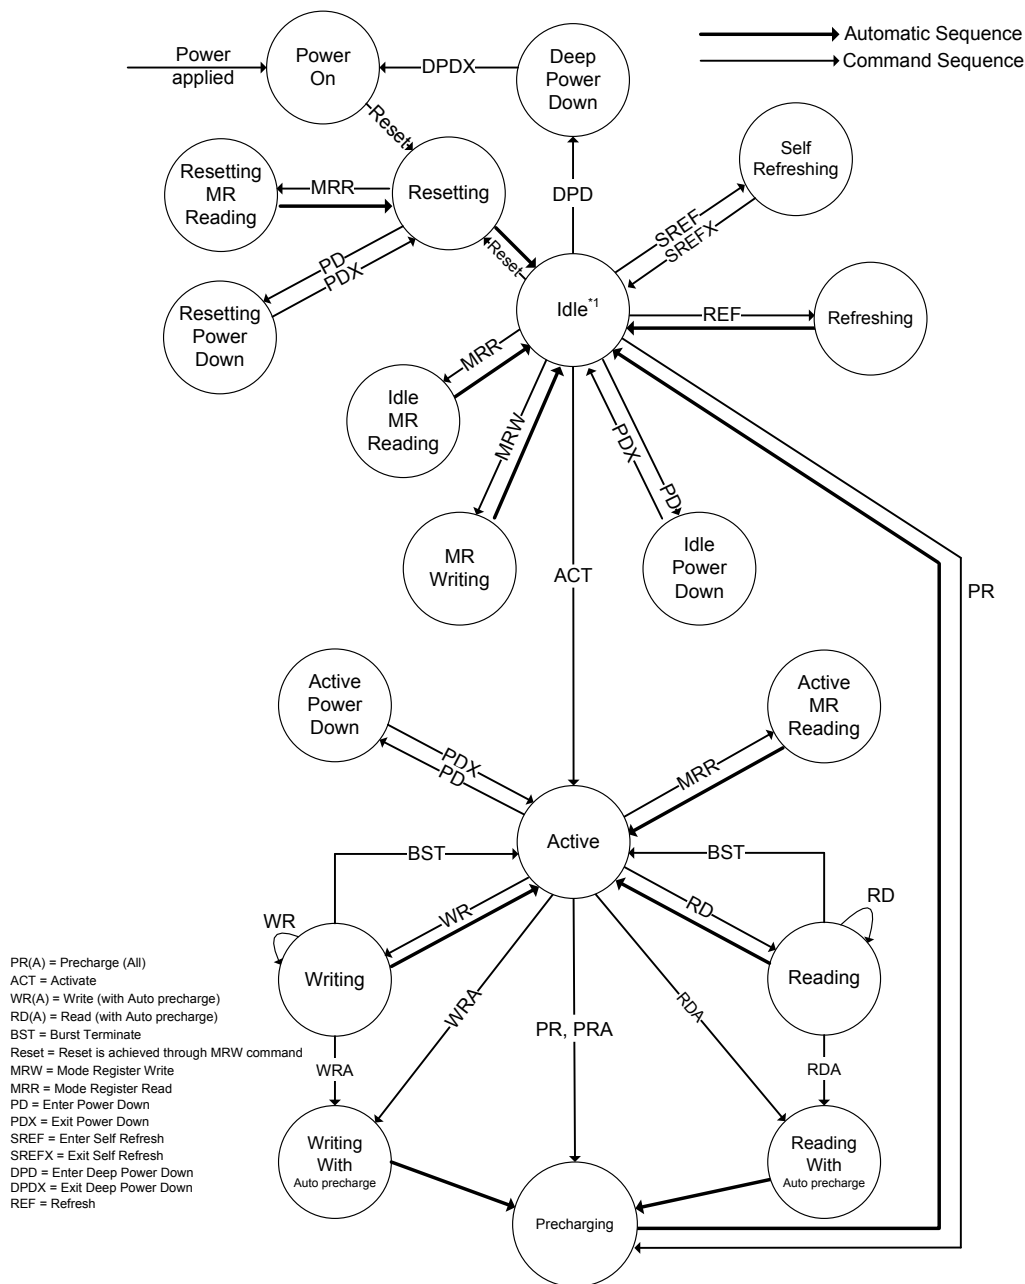 Automatic Sequence
Command Sequence
Power
applied
Power
On
DPDX
Deep
Power
Down
Reset
Resetting
MR
Reading
MRR
Resetting
DPD
Self
Refreshing
SREF
SREFX
PD
PDX
Reset
Resetting
Power
Down
Idle*1
REF
Refreshing
MRR
Idle
MR
Reading
MRW
PDX
PD
MR
Writing
ACT
Idle
Power
Down
PR
Active
Power
Down
Active
MR
Reading
PDX
PD
MRR
Active
BST
BST
WR
RD
WR
RD
Writing
Reading
WRA
RDA
PR, PRA
WRA
RDA
Writing
With
Auto precharge
Reading
With
Auto precharge
Precharging
PR(A) = Precharge (All)
ACT = Activate
WR(A) = Write (with Auto precharge)
RD(A) = Read (with Auto precharge)
BST = Burst Terminate
Reset = Reset is achieved through MRW command
MRW = Mode Register Write
MRR = Mode Register Read
PD = Enter Power Down
PDX = Exit Power Down
SREF = Enter Self Refresh
SREFX = Exit Self Refresh
DPD = Enter Deep Power Down
DPDX = Exit Deep Power Down
REF = Refresh